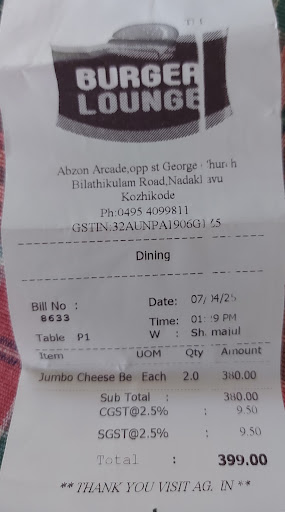 BURGER
LOUNGE
Abzon Arcade,opp st George
Bilathikulam Road,
Kozhikode
Ph:0495 4099811
Dining
Bill No :
8633
Date:
Time: PM
Table P1
W :
Item UOM Qty Amount
Jumbo Cheese Be Each 2.0 380.00
Sub Total : 380.00
CGST@2.5% : 9.50
SGST@2.5% : 9.50
Total : 399.00
** THANK YOU VISIT **